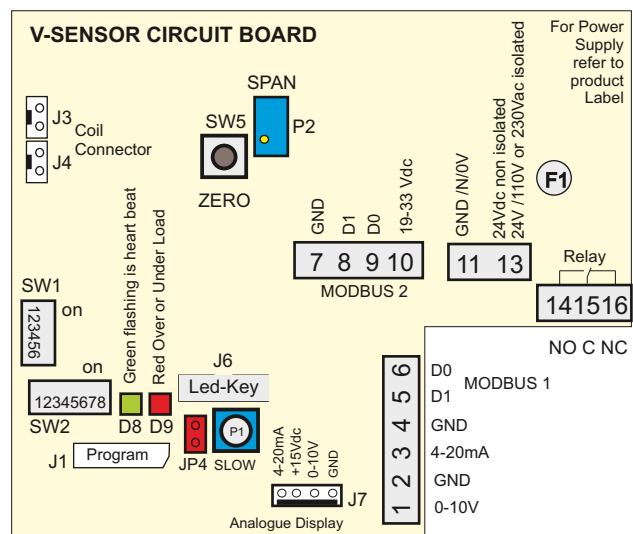 V-SENSOR CIRCUIT BOARD
For Power
Supply
refer to
product
Label
SPAN
P2
SW5
ZERO
J3
Coil
Connector
J4
GND
D1
D0
19-33 Vdc
7 8 9 10
MODBUS 2
GND /N/0V
24Vdc non isolated
24V /110V or 230Vac isolated
11 13
F1
Relay
141516
NO C NC
SW1
on
123456
on
12345678
SW2
Green flashing is heart beat
Red Over or Under Load
D8
D9
J6
Led-Key
J1
Program
JP4
P1
SLOW
4-20mA
+15Vdc
0-10V
GND
J7
Analogue Display
6 D0
MODBUS 1
5 D1
4 GND
3 4-20mA
2 GND
1 0-10V